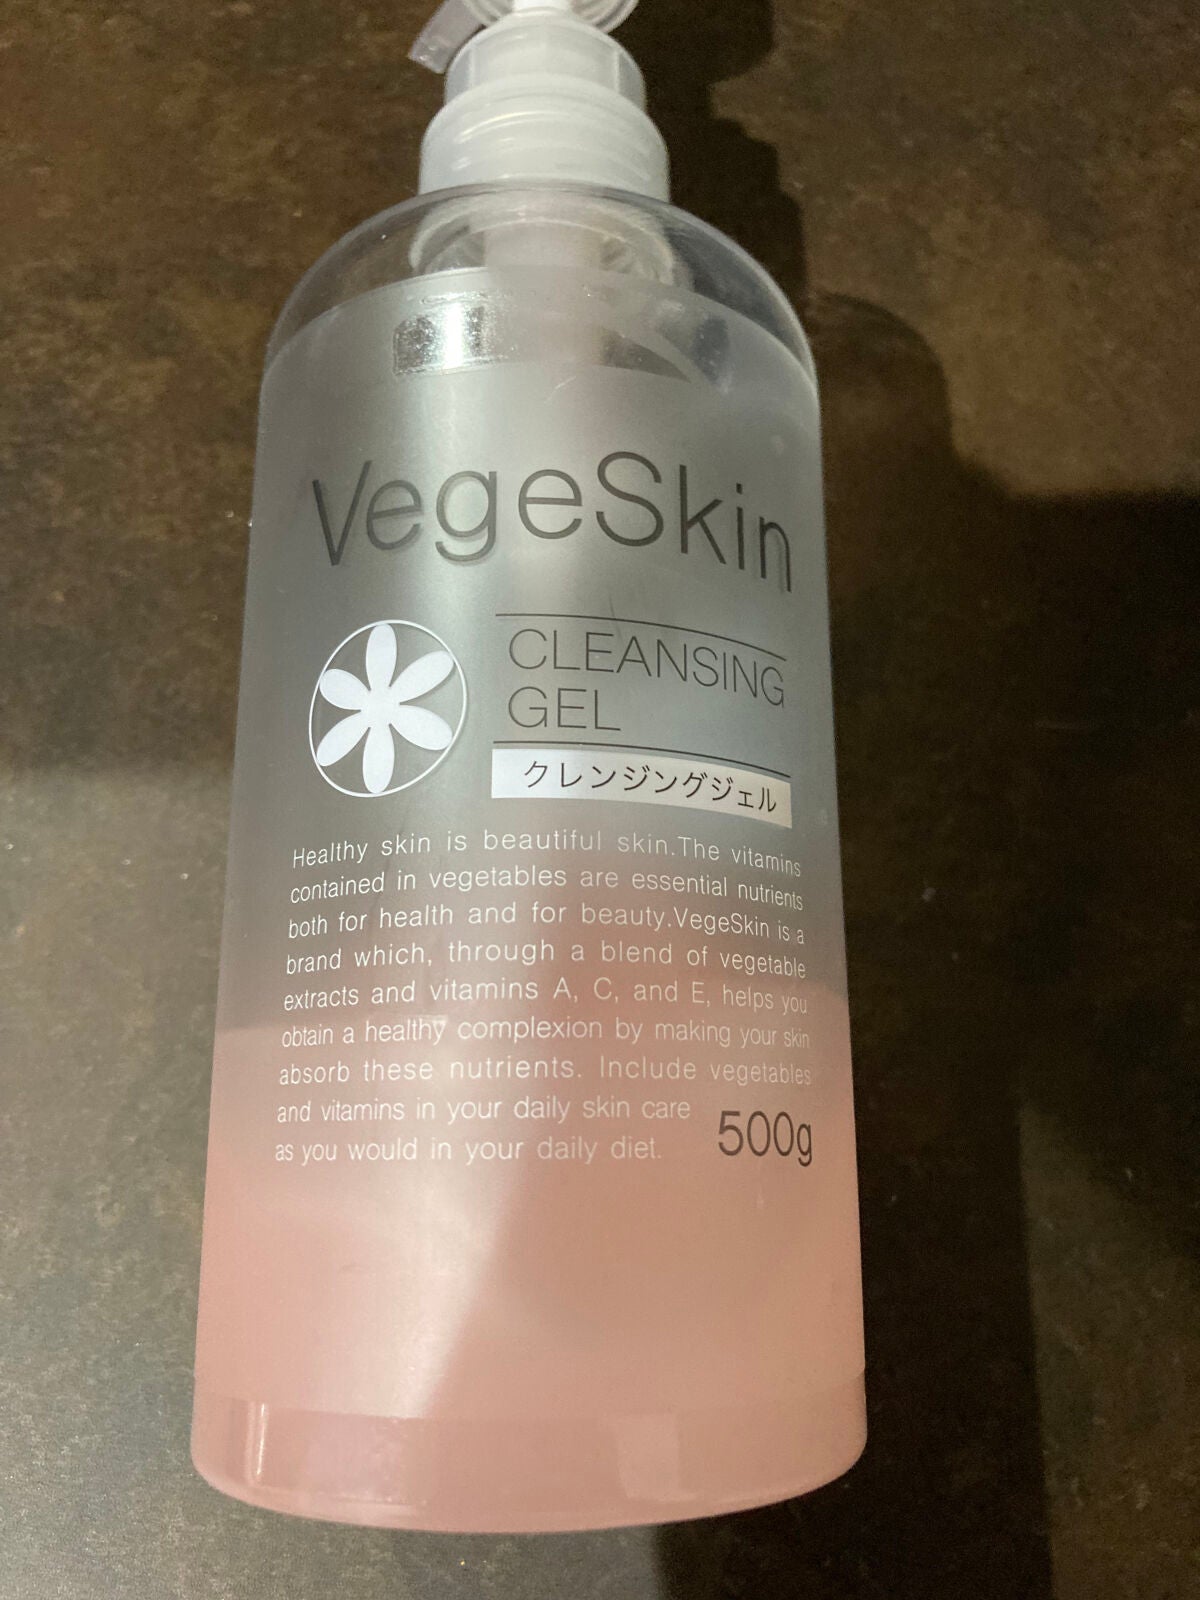 VegeSkin
CLEANSING
GEL
クレンジングジェル
Healthy skin is beautiful skin.The vitamins
contained in vegetables are essential nutrients
both for health and for beauty.VegeSkin is a
brand which, through a blend of vegetable
extracts and vitamins A, C, and E, helps you
obtain a healthy complexion by making your skin
absorb these nutrients. Include vegetables
and vitamins in your daily skin care
as you would in your daily diet.
500g